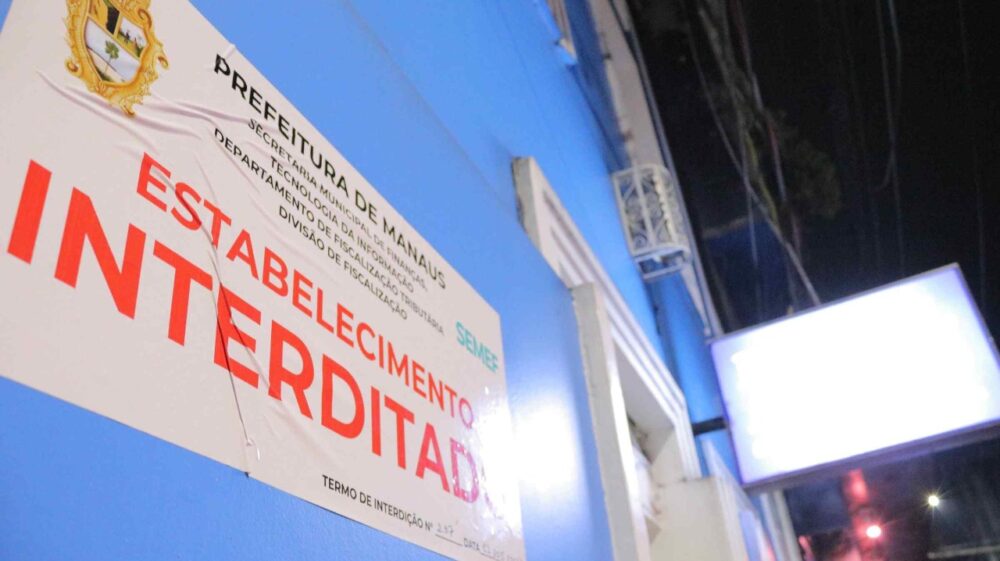 PREFEITURA DE MANAUS
SECRETARIA MUNICIPAL DE FINANÇAS,
TECNOLOGIA DA INFORMAÇÃO
DEPARTAMENTO DE FISCALIZAÇÃO TRIBUTÁRIA
DIVISÃO DE FISCALIZAÇÃO
SEMEF
ESTABELECIMENTO
INTERDITADO
TERMO DE INTERDIÇÃO Nº DATA